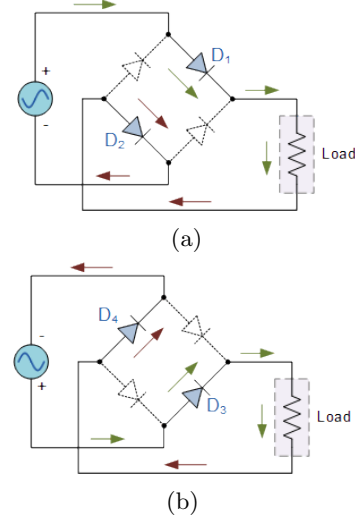 +
D₁
-
D₂
Load
(a)
-
D₄
+
D₃
Load
(b)